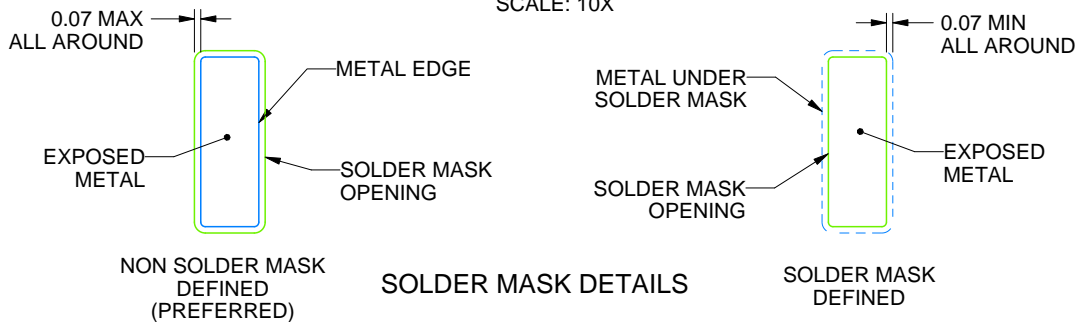 SCALE: 10X
0.07 MAX
ALL AROUND
METAL EDGE
EXPOSED
METAL
SOLDER MASK
OPENING
NON SOLDER MASK
DEFINED
(PREFERRED)
SOLDER MASK DETAILS
0.07 MIN
ALL AROUND
METAL UNDER
SOLDER MASK
SOLDER MASK
OPENING
EXPOSED
METAL
SOLDER MASK
DEFINED